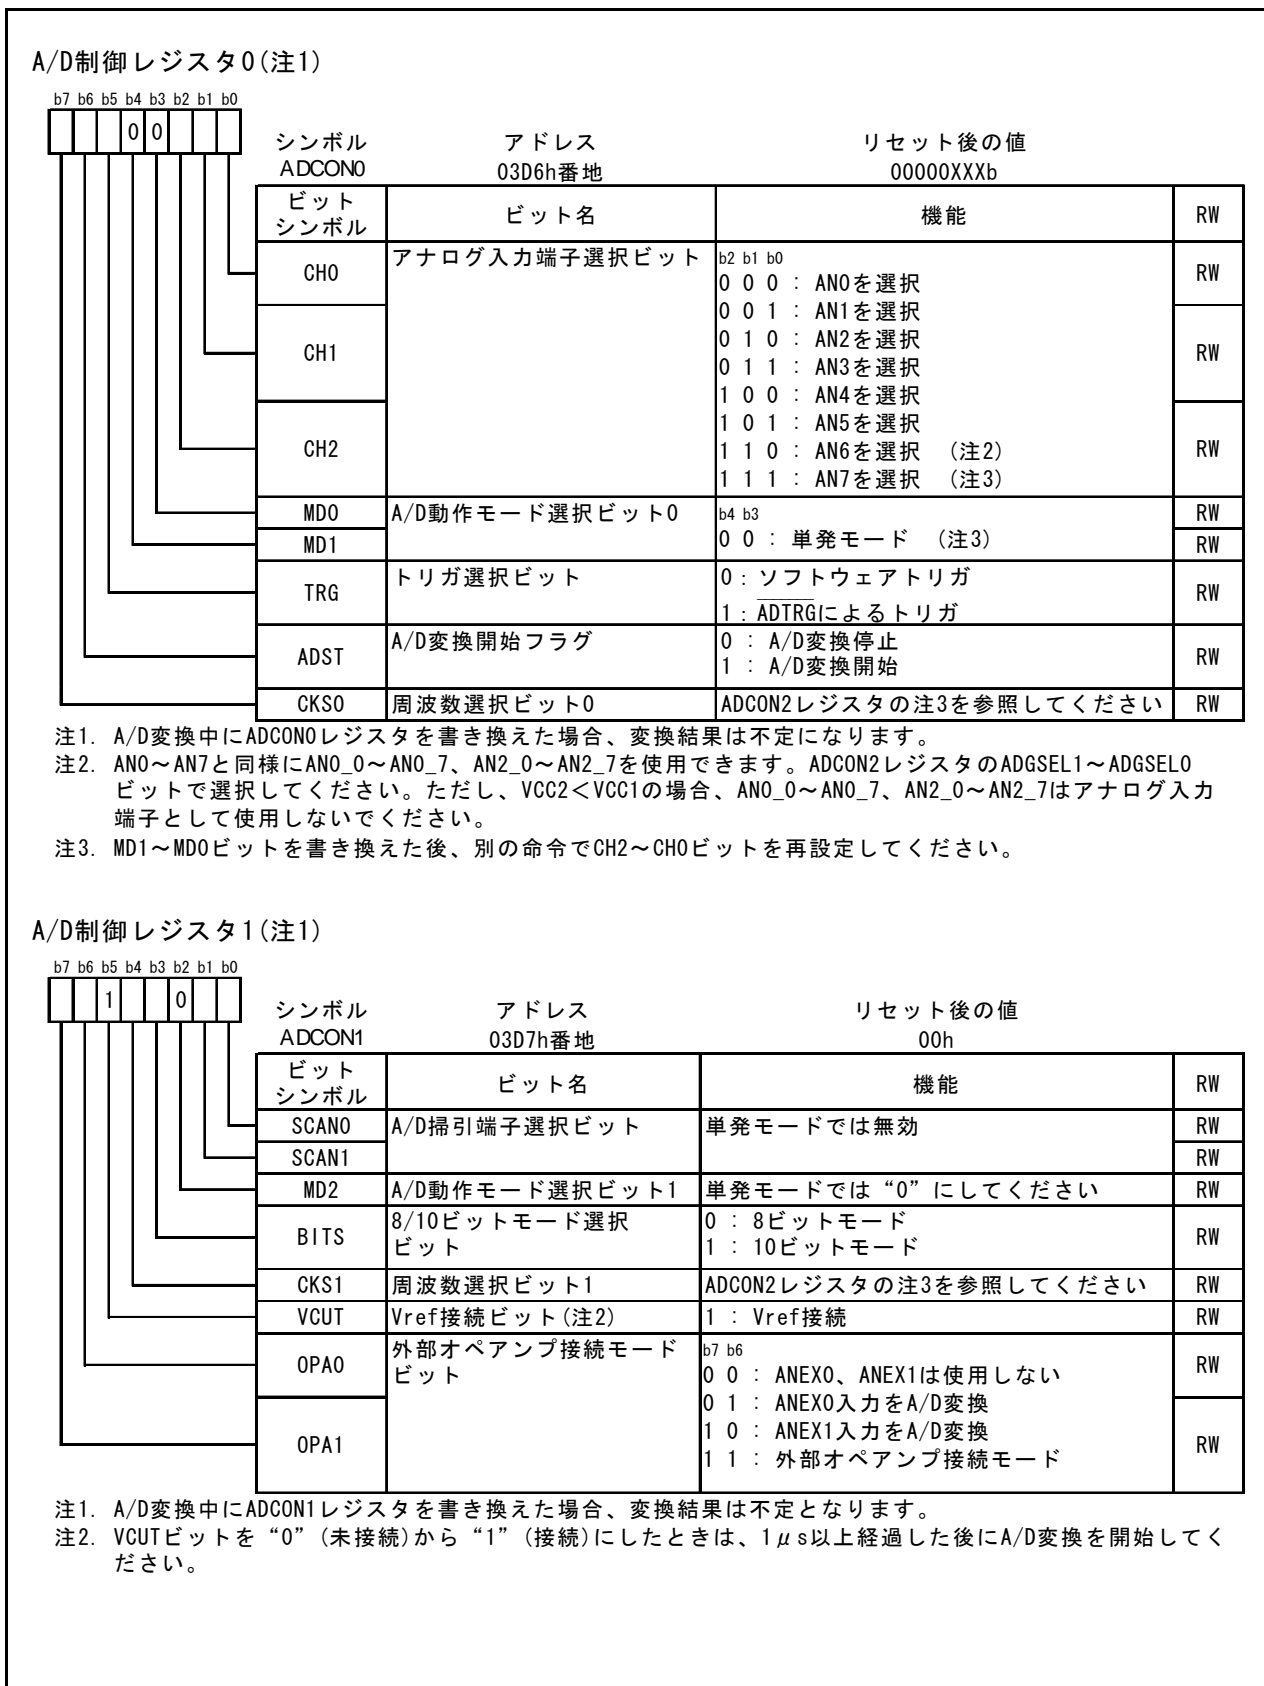 A/D制御レジスタ0(注1)
b7 b6 b5 b4 b3 b2 b1 b0
0 0
シンボル アドレス リセット後の値
ADCON0 03D6h番地 00000XXXb
ビット
シンボル ビット名 機能 RW
CH0 アナログ入力端子選択ビット b2 b1 b0 RW
0 0 0 : AN0を選択
0 0 1 : AN1を選択
0 1 0 : AN2を選択
CH1 0 1 1 : AN3を選択 RW
1 0 0 : AN4を選択
1 0 1 : AN5を選択
CH2 1 1 0 : AN6を選択 (注2) RW
1 1 1 : AN7を選択 (注3)
MD0 A/D動作モード選択ビット0 b4 b3 RW
MD1 0 0 : 単発モード (注3) RW
TRG トリガ選択ビット 0 : ソフトウェアトリガ RW
1 : ADTRGによるトリガ
ADST A/D変換開始フラグ 0 : A/D変換停止 RW
1 : A/D変換開始
CKS0 周波数選択ビット0 ADCON2レジスタの注3を参照してください RW
注1. A/D変換中にADCON0レジスタを書き換えた場合、変換結果は不定になります。
注2. AN0～AN7と同様にAN0_0～AN0_7、AN2_0～AN2_7を使用できます。ADCON2レジスタのADGSEL1～ADGSEL0
ビットで選択してください。ただし、VCC2＜VCC1の場合、AN0_0～AN0_7、AN2_0～AN2_7はアナログ入力
端子として使用しないでください。
注3. MD1～MD0ビットを書き換えた後、別の命令でCH2～CH0ビットを再設定してください。
A/D制御レジスタ1(注1)
b7 b6 b5 b4 b3 b2 b1 b0
1 0
シンボル アドレス リセット後の値
ADCON1 03D7h番地 00h
ビット
シンボル ビット名 機能 RW
SCAN0 A/D掃引端子選択ビット 単発モードでは無効 RW
SCAN1 RW
MD2 A/D動作モード選択ビット1 単発モードでは“0”にしてください RW
BITS 8/10ビットモード選択 0 : 8ビットモード RW
ビット 1 : 10ビットモード
CKS1 周波数選択ビット1 ADCON2レジスタの注3を参照してください RW
VCUT Vref接続ビット(注2) 1 : Vref接続 RW
OPA0 外部オペアンプ接続モード b7 b6 RW
ビット 0 0 : ANEX0、ANEX1は使用しない
0 1 : ANEX0入力をA/D変換
OPA1 1 0 : ANEX1入力をA/D変換 RW
1 1 : 外部オペアンプ接続モード
注1. A/D変換中にADCON1レジスタを書き換えた場合、変換結果は不定となります。
注2. VCUTビットを“0”(未接続)から“1”(接続)にしたときは、1μs以上経過した後にA/D変換を開始してく
ださい。